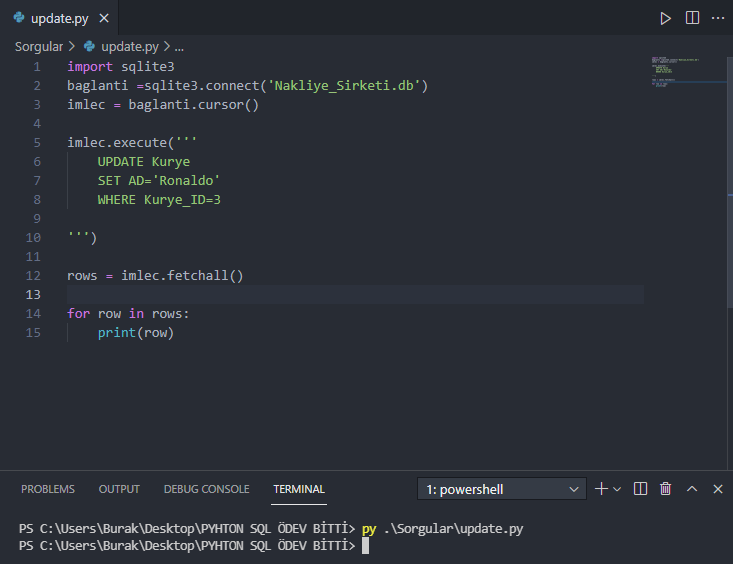 update.py
Sorgular > update.py > ...
1 import sqlite3
2 baglanti =sqlite3.connect('Nakliye_Sirketi.db')
3 imlec = baglanti.cursor()
4
5 imlec.execute('''
6     UPDATE Kurye
7     SET AD='Ronaldo'
8     WHERE Kurye_ID=3
9
10 ''')
11
12 rows = imlec.fetchall()
13
14 for row in rows:
15     print(row)
PROBLEMS OUTPUT DEBUG CONSOLE TERMINAL 1: powershell
PS C:\Users\Burak\Desktop\PYHTON SQL ÖDEV BİTTİ> py .\Sorgular\update.py
PS C:\Users\Burak\Desktop\PYHTON SQL ÖDEV BİTTİ>